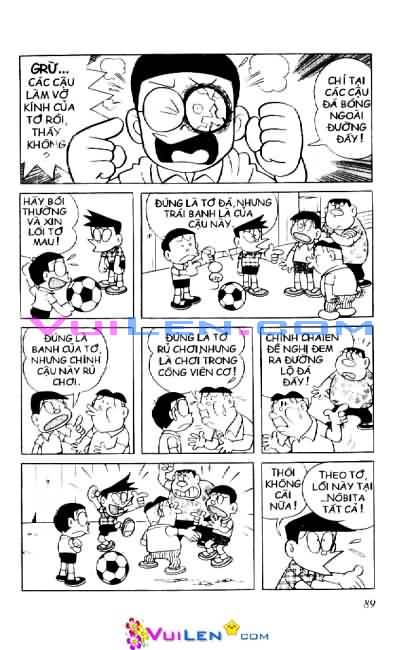 GRỪ...
CÁC CẬU
LÀM VỠ
KÍNH CỦA
TỚ RỒI,
THẤY
KHÔNG?
CHỈ TẠI
CÁC CẬU
ĐÁ BÓNG
NGOÀI
ĐƯỜNG
ĐẤY!
HÃY BỒI
THƯỜNG
VÀ XIN
LỖI TỚ
MAU!
ĐÚNG LÀ TỚ ĐÁ, NHƯNG
TRÁI BANH LÀ CỦA
CẬU NÀY.
VUILEN.COM
ĐÚNG LÀ
BANH CỦA TỚ,
NHƯNG CHÍNH
CẬU NÀY RỦ
CHƠI.
ĐÚNG LÀ TỚ
RỦ CHƠI, NHƯNG
LÀ CHƠI TRONG
CÔNG VIÊN CƠ!
CHÍNH CHAIEN
ĐỀ NGHỊ ĐEM
RA ĐƯỜNG
LỘ ĐÁ
ĐẤY!
THÔI
KHÔNG
CÃI
NỮA!
THEO TỚ,
LỖI NÀY TẠI
...NÔBITA
TẤT CẢ!
89
VUILEN.COM